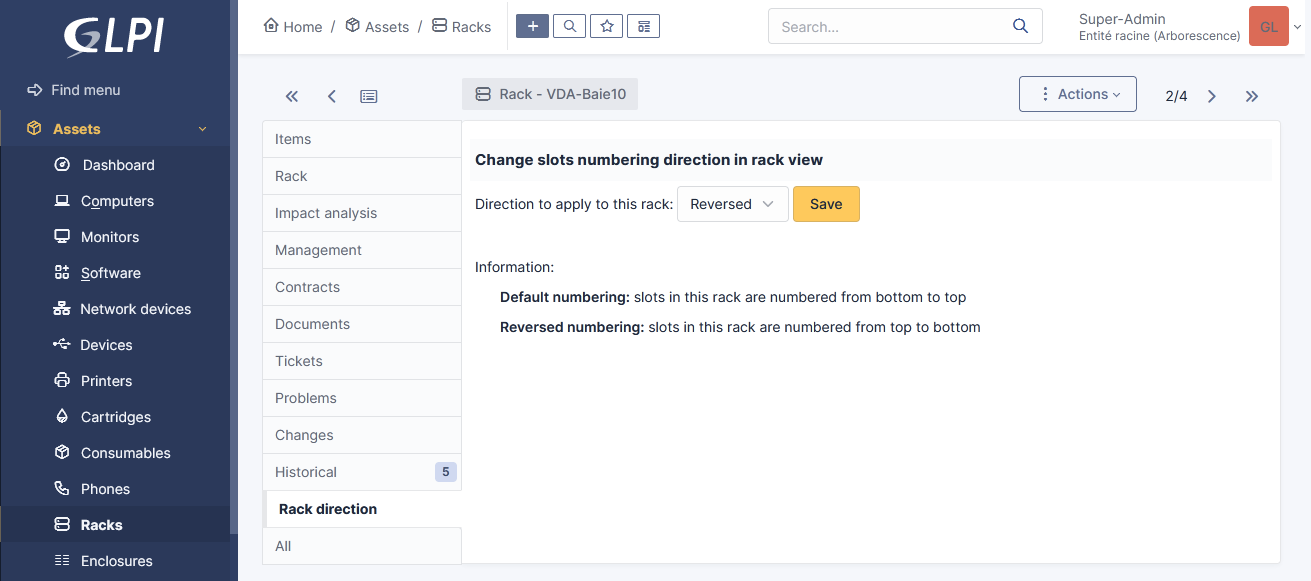 GLPI
Find menu
Assets
Dashboard
Computers
Monitors
Software
Network devices
Devices
Printers
Cartridges
Consumables
Phones
Racks
Enclosures
Home / Assets / Racks
Search...
Super-Admin
Entité racine (Arborescence)
GL
Rack - VDA-Baie10
Actions
2/4
Items
Rack
Impact analysis
Management
Contracts
Documents
Tickets
Problems
Changes
Historical 5
Rack direction
All
Change slots numbering direction in rack view
Direction to apply to this rack: Reversed Save
Information:
Default numbering: slots in this rack are numbered from bottom to top
Reversed numbering: slots in this rack are numbered from top to bottom